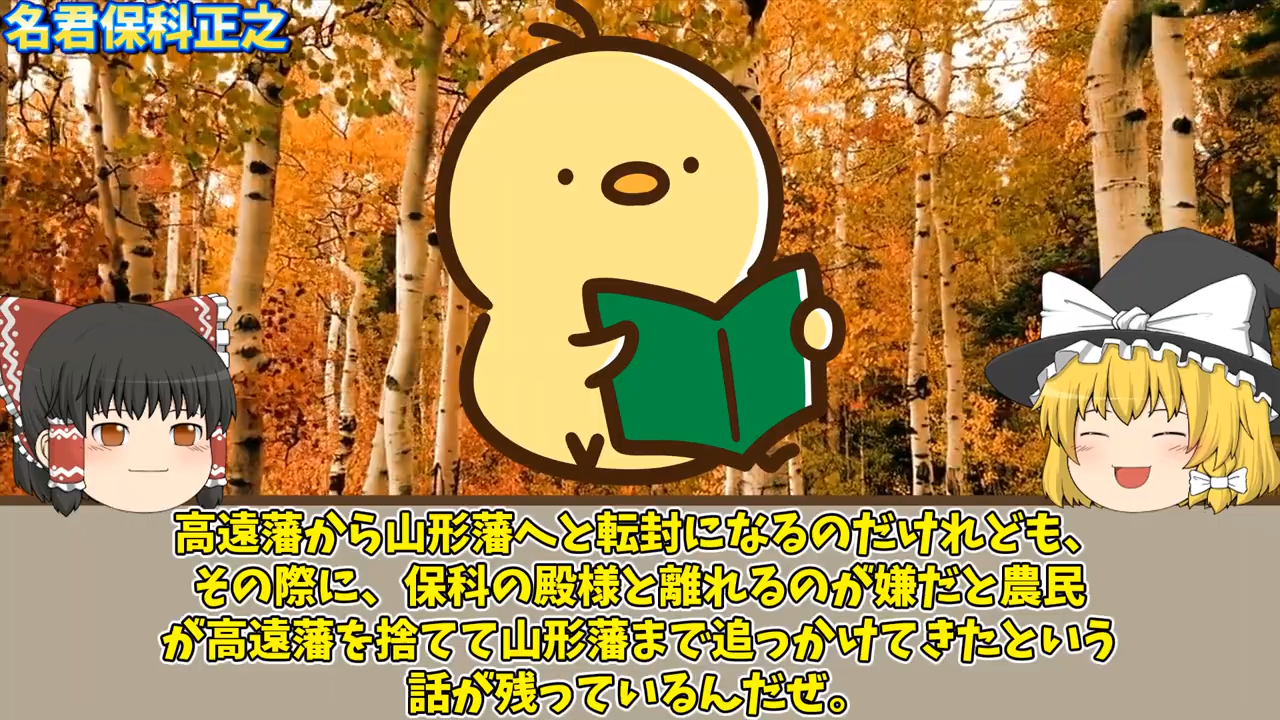 名君保科正之
高遠藩から山形藩へと転封になるのだけれども、
その際に、保科の殿様と離れるのが嫌だと農民
が高遠藩を捨てて山形藩まで追っかけてきたという
話が残っているんだぜ。